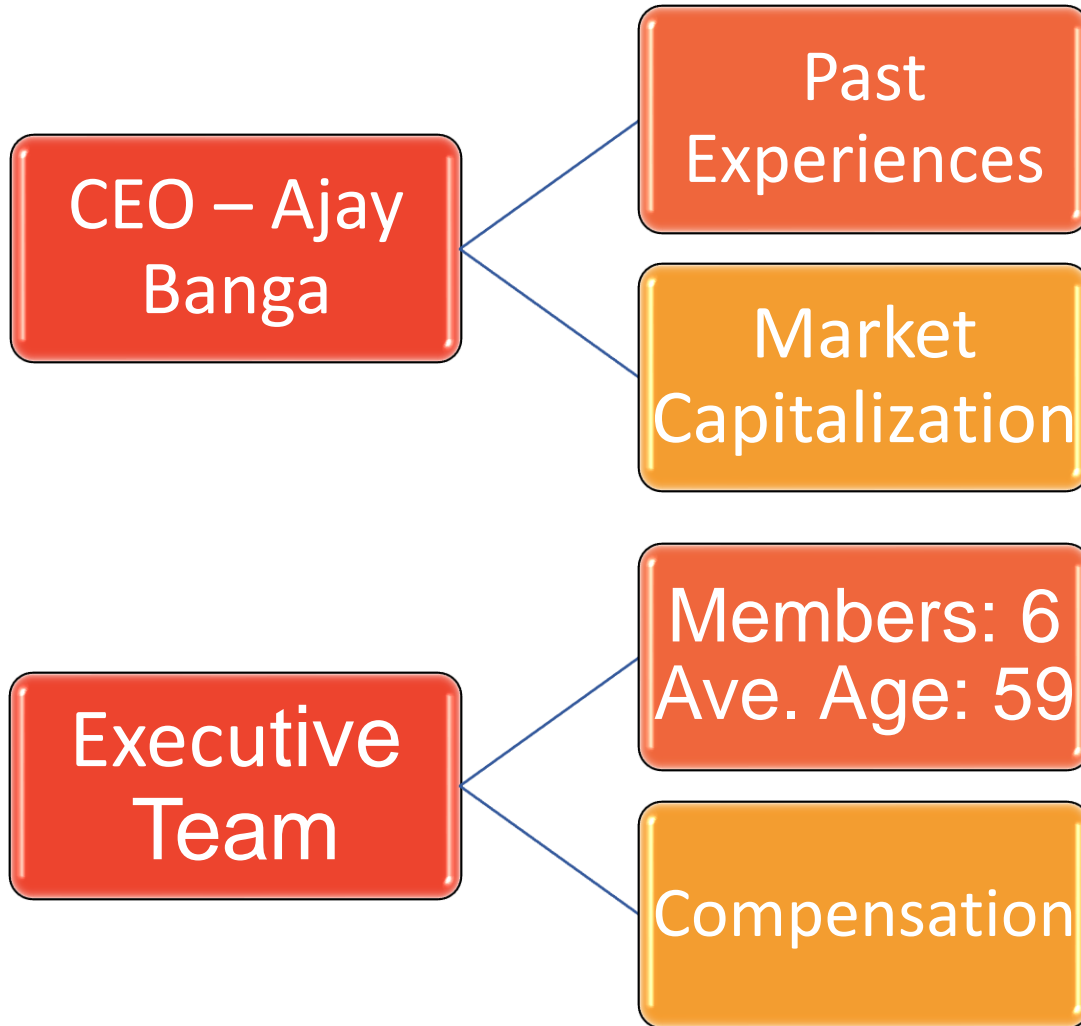 CEO – Ajay
Banga
Past
Experiences
Market
Capitalization
Executive
Team
Members: 6
Ave. Age: 59
Compensation